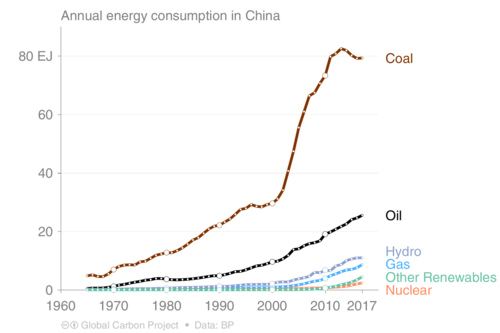 Annual energy consumption in China
80 EJ
60
40
20
0
Coal
Oil
Hydro
Gas
Other Renewables
Nuclear
1960 1970 1980 1990 2000 2010 2017
Global Carbon Project • Data: BP